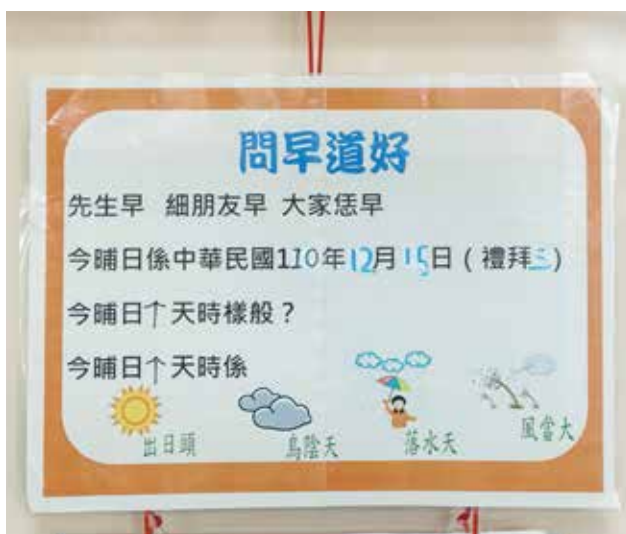 問早道好
先生早 細朋友早 大家恁早
今晡日係中華民國110年12月15日(禮拜三)
今晡日个天時樣般?
今晡日个天時係
出日頭 烏陰天 落水天 風當大